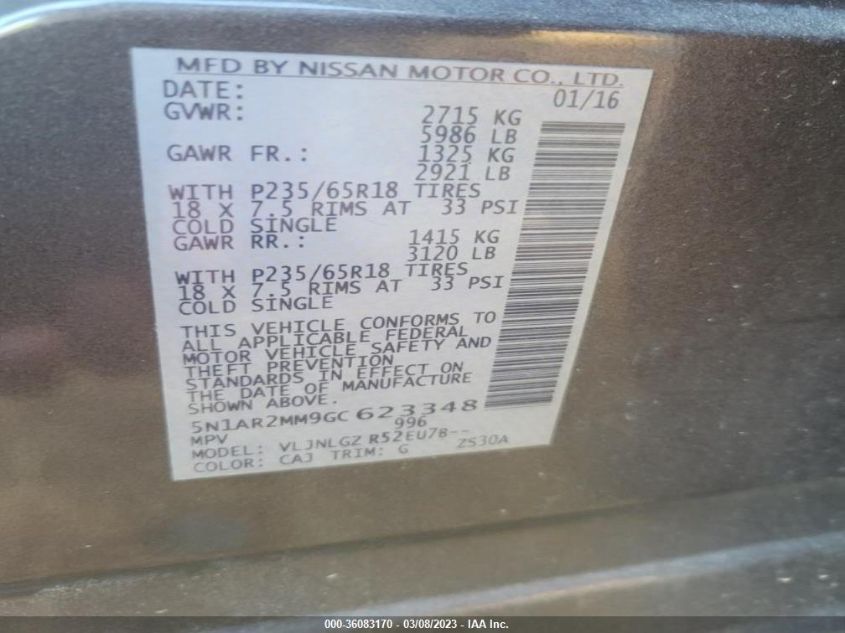 MFD BY NISSAN MOTOR CO., LTD.
DATE: 01/16
GVWR: 2715 KG
5986 LB
GAWR FR.: 1325 KG
2921 LB
WITH P235/65R18 TIRES
18 X 7.5 RIMS AT 33 PSI
COLD SINGLE
GAWR RR.: 1415 KG
3120 LB
WITH P235/65R18 TIRES
18 X 7.5 RIMS AT 33 PSI
COLD SINGLE
THIS VEHICLE CONFORMS TO
ALL APPLICABLE FEDERAL
MOTOR VEHICLE SAFETY AND
THEFT PREVENTION
STANDARDS IN EFFECT ON
THE DATE OF MANUFACTURE
SHOWN ABOVE.
5N1AR2MM9GC 623348
MPV 996
MODEL: VLJNLGZ R52EU78-- ZS30A
COLOR: CAJ TRIM: G
000-36083170 - 03/08/2023 - IAA Inc.